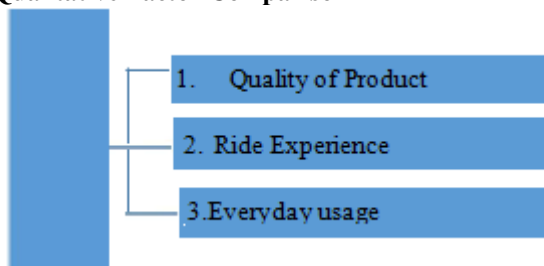 1. Quality of Product
2. Ride Experience
3.Everyday usage